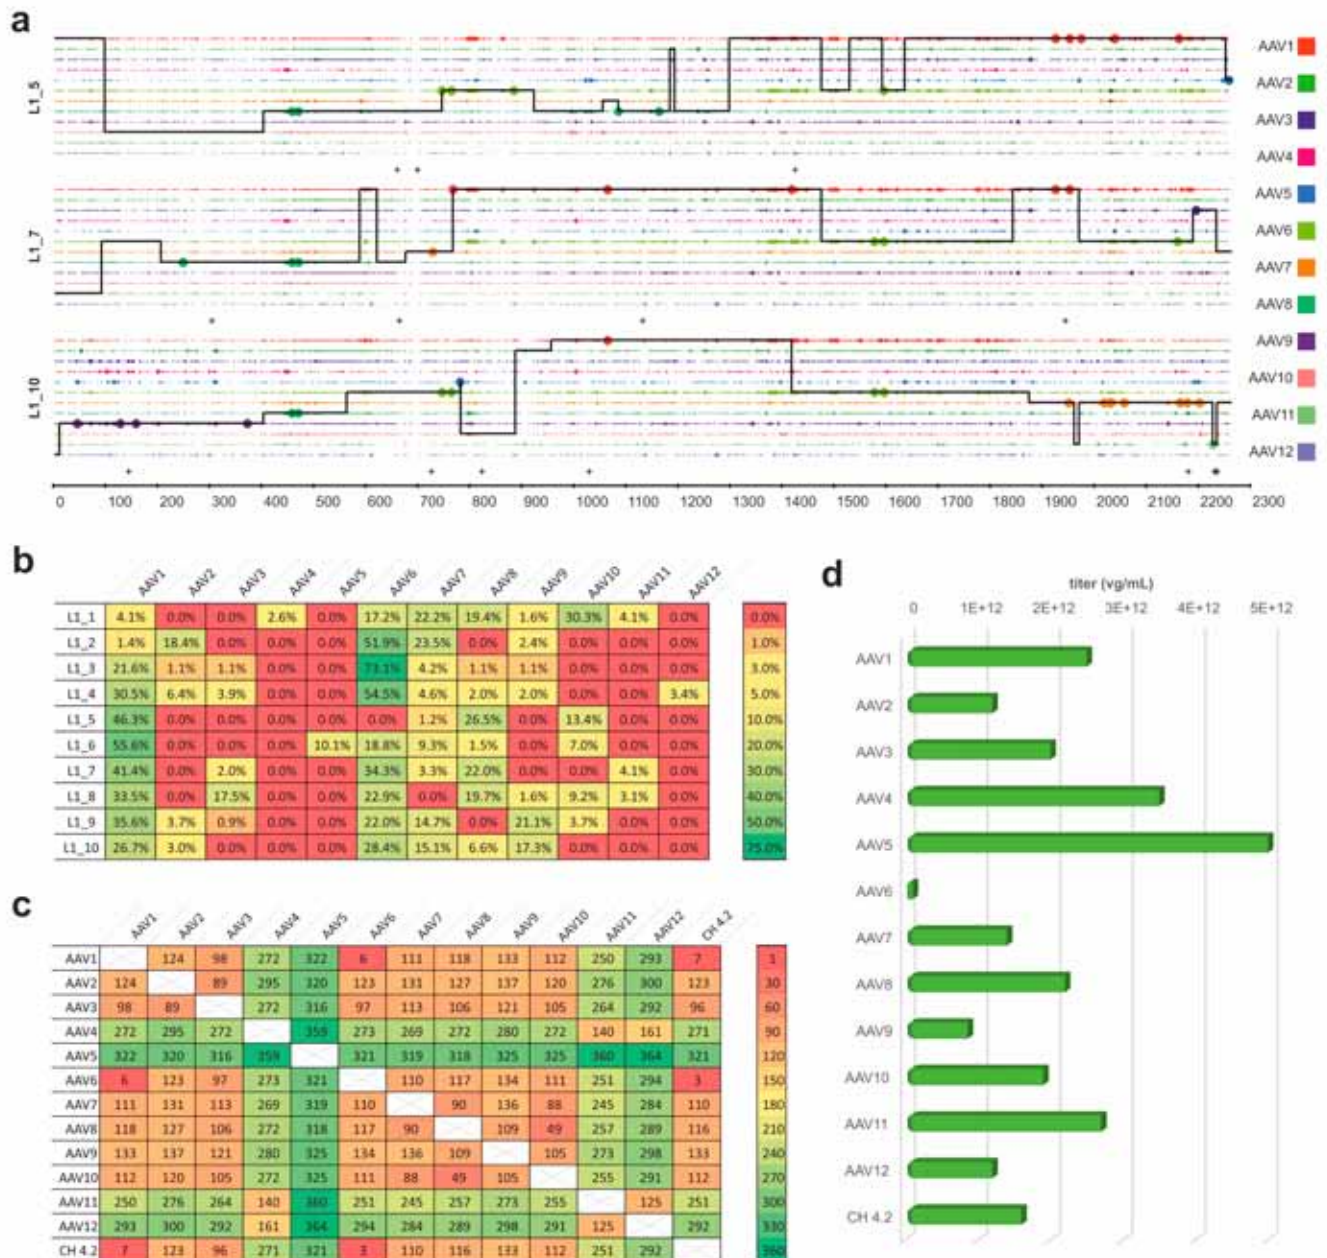 a
L1_5
L1_7
L1_10
AAV1
AAV2
AAV3
AAV4
AAV5
AAV6
AAV7
AAV8
AAV9
AAV10
AAV11
AAV12
0 100 200 300 400 500 600 700 800 900 1000 1100 1200 1300 1400 1500 1600 1700 1800 1900 2000 2100 2200 2300
b
AAV1 AAV2 AAV3 AAV4 AAV5 AAV6 AAV7 AAV8 AAV9 AAV10 AAV11 AAV12
L1_1 4.1% 0.0% 0.0% 2.6% 0.0% 17.2% 22.2% 19.4% 1.6% 30.3% 4.1% 0.0% 0.0%
L1_2 1.4% 18.4% 0.0% 0.0% 0.0% 51.9% 23.5% 0.0% 2.4% 0.0% 0.0% 0.0% 1.0%
L1_3 21.6% 1.1% 1.1% 0.0% 0.0% 73.1% 4.2% 1.1% 1.1% 0.0% 0.0% 0.0% 3.0%
L1_4 30.5% 6.4% 3.9% 0.0% 0.0% 54.5% 4.6% 2.0% 2.0% 0.0% 0.0% 3.4% 5.0%
L1_5 46.3% 0.0% 0.0% 0.0% 0.0% 0.0% 1.2% 26.5% 0.0% 13.4% 0.0% 0.0% 10.0%
L1_6 55.6% 0.0% 0.0% 0.0% 10.1% 18.8% 9.3% 1.5% 0.0% 7.0% 0.0% 0.0% 20.0%
L1_7 41.4% 0.0% 2.0% 0.0% 0.0% 34.3% 3.3% 22.0% 0.0% 0.0% 4.1% 0.0% 30.0%
L1_8 33.5% 0.0% 17.5% 0.0% 0.0% 22.9% 0.0% 19.7% 1.6% 9.2% 3.1% 0.0% 40.0%
L1_9 35.6% 3.7% 0.9% 0.0% 0.0% 22.0% 14.7% 0.0% 21.1% 3.7% 0.0% 0.0% 50.0%
L1_10 26.7% 3.0% 0.0% 0.0% 0.0% 28.4% 15.1% 6.6% 17.3% 0.0% 0.0% 0.0% 75.0%
c
AAV1 AAV2 AAV3 AAV4 AAV5 AAV6 AAV7 AAV8 AAV9 AAV10 AAV11 AAV12 CH 4.2
AAV1 124 98 272 322 6 111 118 133 112 250 293 7 1
AAV2 124 89 295 320 123 131 127 137 120 276 300 123 30
AAV3 98 89 272 316 97 113 106 121 105 264 292 96 60
AAV4 272 295 272 359 273 269 272 280 272 140 161 271 90
AAV5 322 320 316 359 321 319 318 325 325 360 364 321 120
AAV6 6 123 97 273 321 110 117 134 111 251 294 3 150
AAV7 111 131 113 269 319 110 90 136 88 245 284 110 180
AAV8 118 127 106 272 318 117 90 109 49 257 289 116 210
AAV9 133 137 121 280 325 134 136 109 105 273 298 133 240
AAV10 112 120 105 272 325 111 88 49 105 255 291 112 270
AAV11 250 276 264 140 360 251 245 257 273 255 125 251 300
AAV12 293 300 292 161 364 294 284 289 298 291 125 292 330
CH 4.2 7 123 96 271 321 3 110 116 133 112 251 292 360
d
titer (vg/mL)
0 1E+12 2E+12 3E+12 4E+12 5E+12
AAV1
AAV2
AAV3
AAV4
AAV5
AAV6
AAV7
AAV8
AAV9
AAV10
AAV11
AAV12
CH 4.2